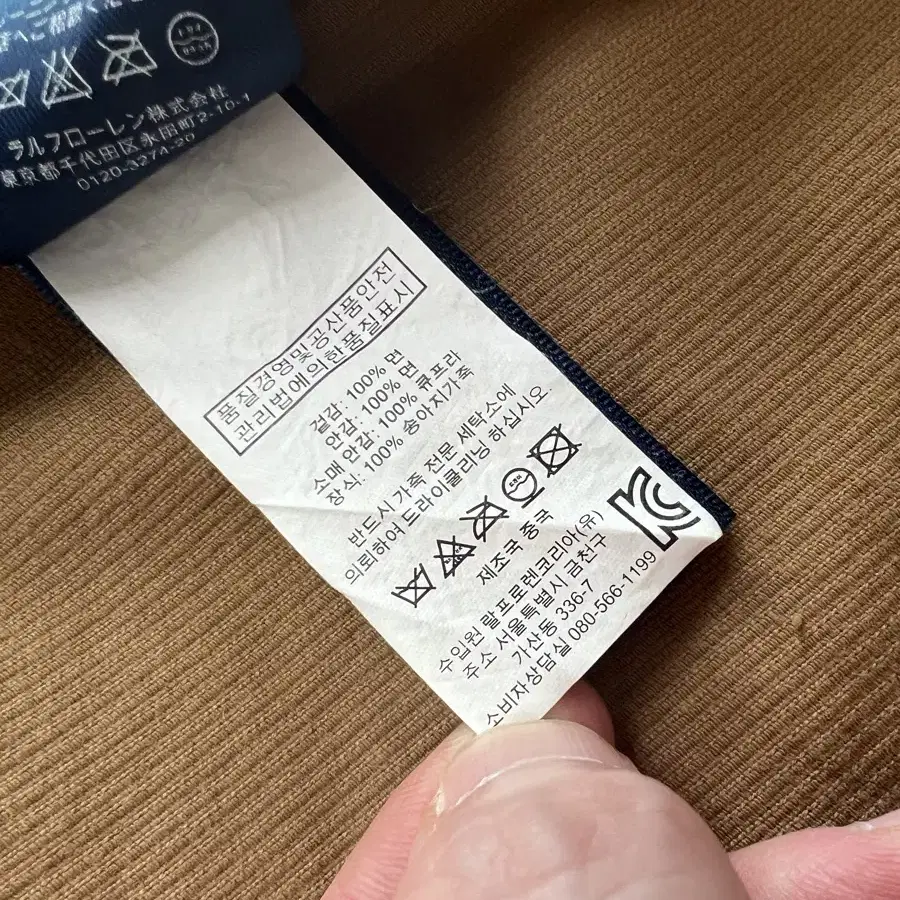 へご相談くだ
ラルフローレン株式会社
東京都千代田区永田町2-10-1
0120-3274-20
품질경영및공산품안전
관리법에의한품질표시
겉감: 100% 면
안감: 100% 면
소매 안감: 100% 큐프라
장식: 100% 송아지가죽
반드시 가죽 전문 세탁소에
의뢰하여 드라이클리닝 하십시오
제조국 중국
수입원 랄프로렌코리아(유)
주소 서울특별시 금천구
가산동 336-7
소비자상담실 080-566-1199